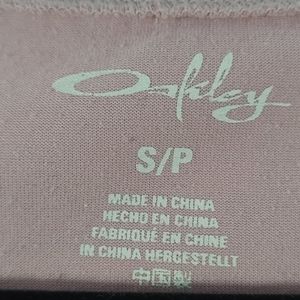 Oakley
S/P
MADE IN CHINA
HECHO EN CHINA
FABRIQUÉ EN CHINE
IN CHINA HERGESTELLT
中国製